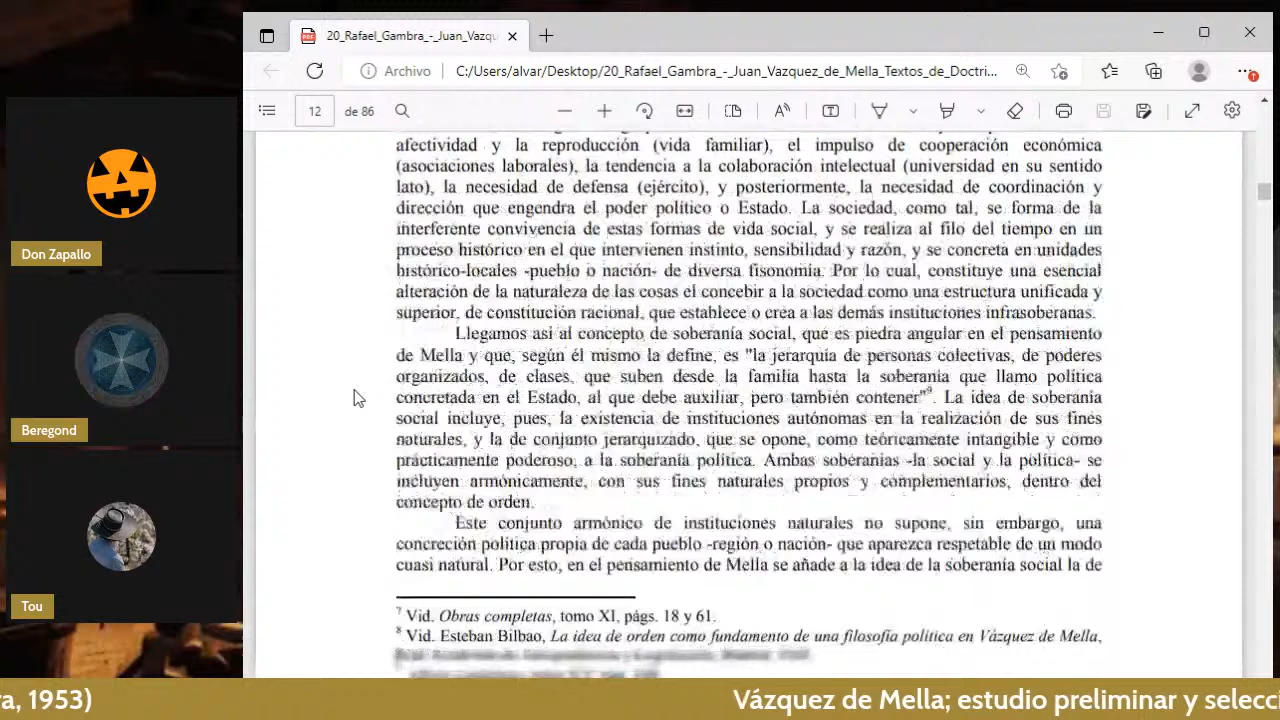 20_Rafael_Gambra_-_Juan_Vazqu
Archivo
C:/Users/alvar/Desktop/20_Rafael_Gambra_-_Juan_Vazquez_de_Mella_Textos_de_Doctri...
12 de 86
afectividad y la reproducción (vida familiar), el impulso de cooperación económica
(asociaciones laborales), la tendencia a la colaboración intelectual (universidad en su sentido
lato), la necesidad de defensa (ejército), y posteriormente, la necesidad de coordinación y
dirección que engendra el poder político o Estado. La sociedad, como tal, se forma de la
interferente convivencia de estas formas de vida social, y se realiza al filo del tiempo en un
proceso histórico en el que intervienen instinto, sensibilidad y razón, y se concreta en unidades
histórico-locales -pueblo o nación- de diversa fisonomía. Por lo cual, constituye una esencial
alteración de la naturaleza de las cosas el concebir a la sociedad como una estructura unificada y
superior, de constitución racional, que establece o crea a las demás instituciones infrasoberanas.
Llegamos así al concepto de soberanía social, que es piedra angular en el pensamiento
de Mella y que, según él mismo la define, es "la jerarquía de personas colectivas, de poderes
organizados, de clases, que suben desde la familia hasta la soberanía que llamo política
concretada en el Estado, al que debe auxiliar, pero también contener"9. La idea de soberanía
social incluye, pues, la existencia de instituciones autónomas en la realización de sus fines
naturales, y la de conjunto jerarquizado, que se opone, como teóricamente intangible y como
prácticamente poderoso, a la soberanía política. Ambas soberanías -la social y la política- se
incluyen armónicamente, con sus fines naturales propios y complementarios, dentro del
concepto de orden.
Este conjunto armónico de instituciones naturales no supone, sin embargo, una
concreción política propia de cada pueblo -región o nación- que aparezca respetable de un modo
cuasi natural. Por esto, en el pensamiento de Mella se añade a la idea de la soberanía social la de
7 Vid. Obras completas, tomo XI, págs. 18 y 61.
8 Vid. Esteban Bilbao, La idea de orden como fundamento de una filosofía política en Vázquez de Mella,
Don Zapallo
Beregond
Tou
ra, 1953)
Vázquez de Mella; estudio preliminar y selecci